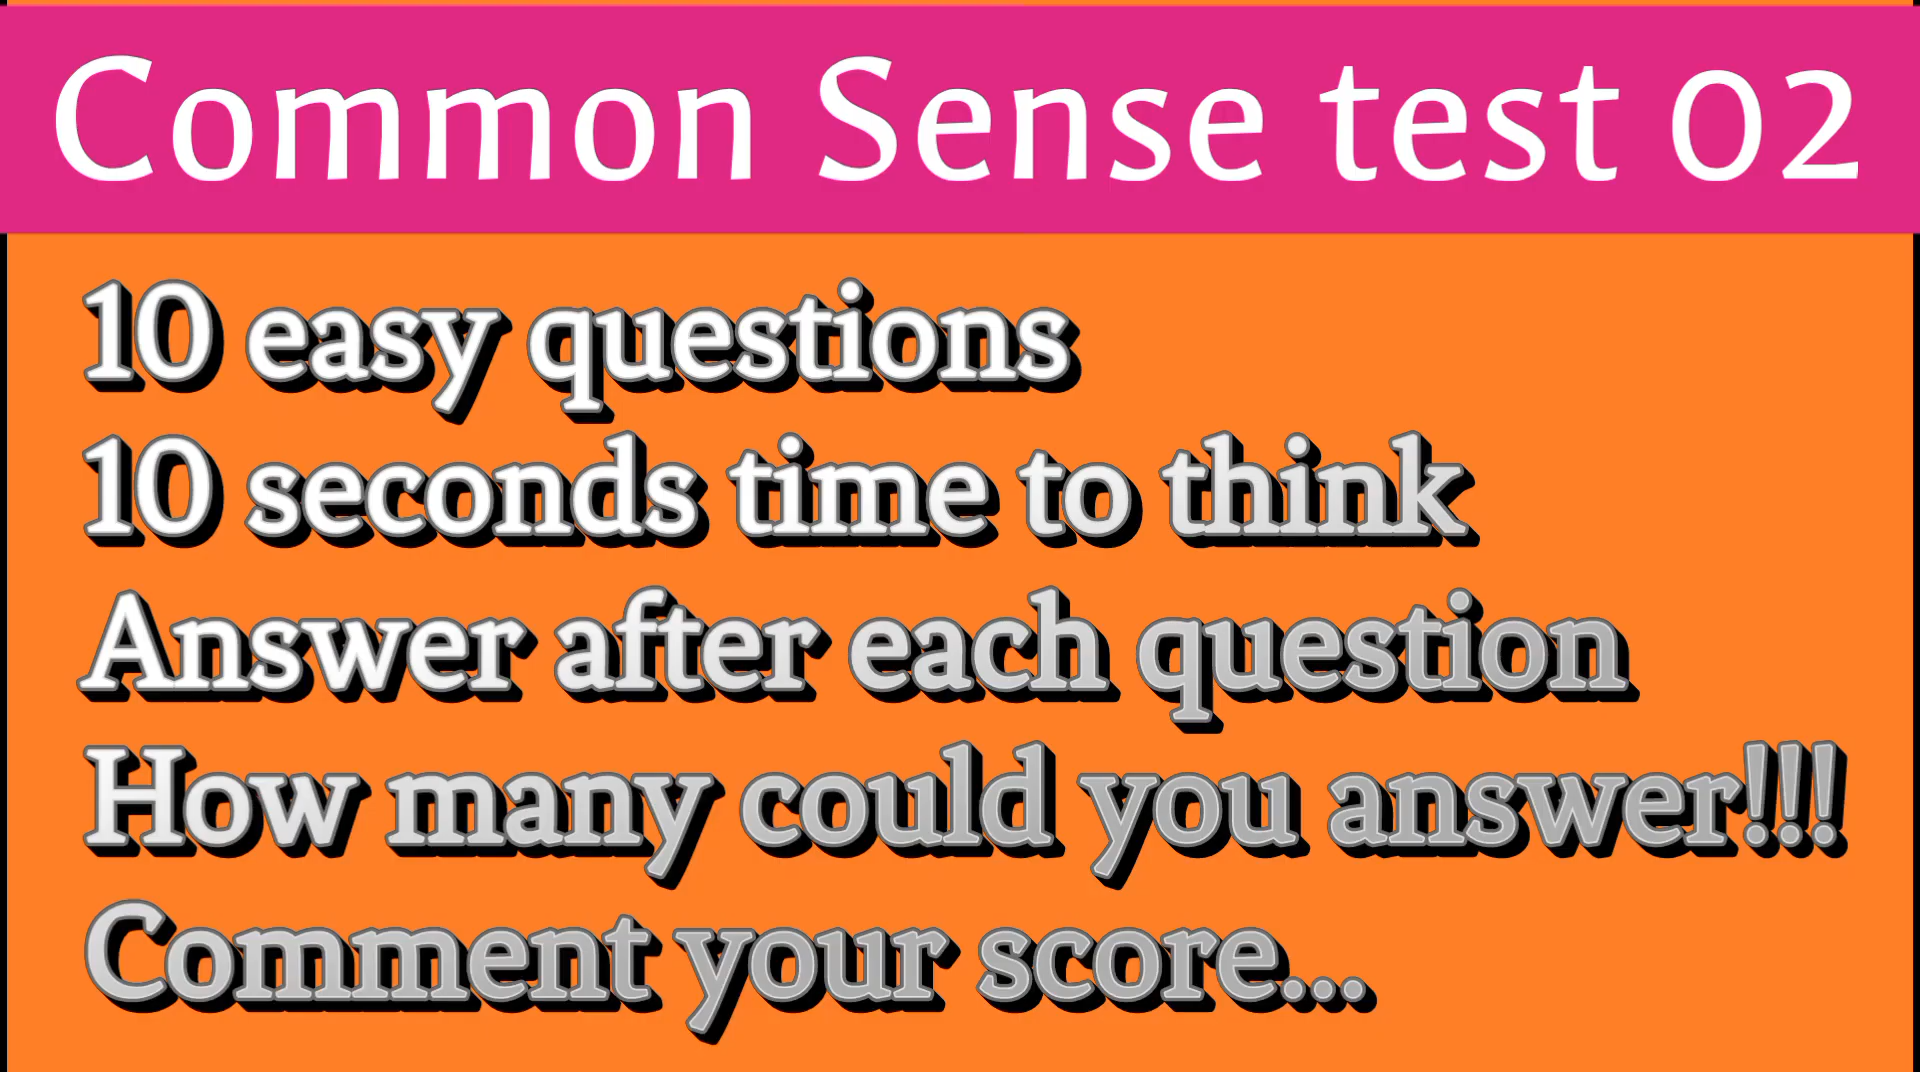 Common Sense test 02
10 easy questions
10 seconds time to think
Answer after each question
How many could you answer!!!
Comment your score...